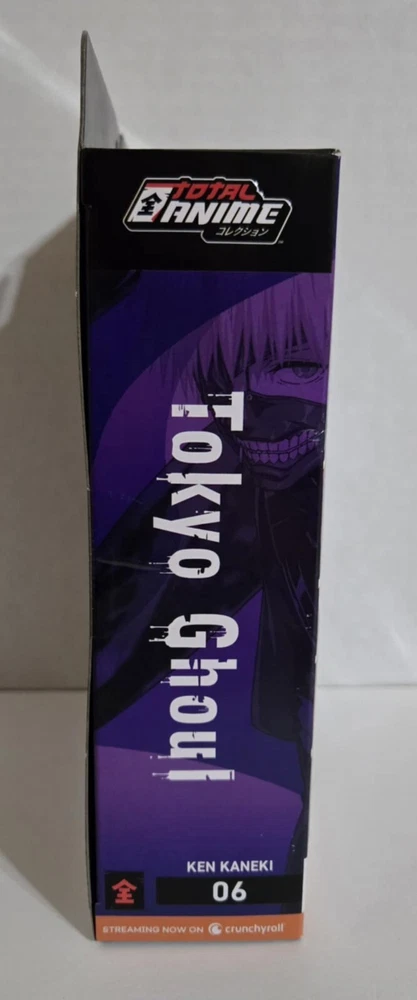 全 TOTAL
ANIME
コレクション
Tokyo Ghoul
KEN KANEKI
全 06
STREAMING NOW ON crunchyroll